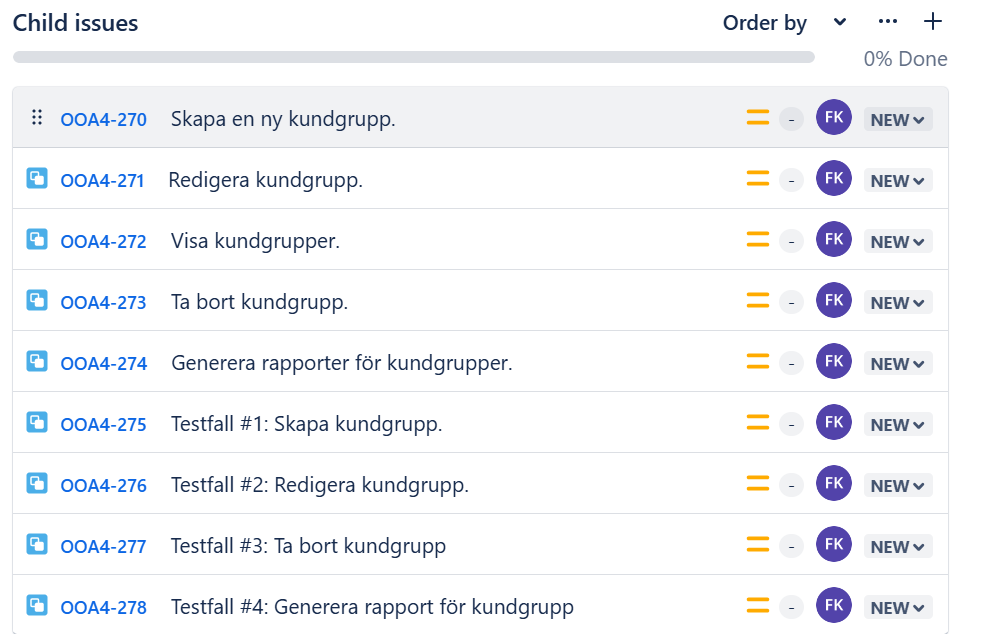 Child issues
Order by
0% Done
OOA4-270 Skapa en ny kundgrupp. - FK NEW
OOA4-271 Redigera kundgrupp. - FK NEW
OOA4-272 Visa kundgrupper. - FK NEW
OOA4-273 Ta bort kundgrupp. - FK NEW
OOA4-274 Generera rapporter för kundgrupper. - FK NEW
OOA4-275 Testfall #1: Skapa kundgrupp. - FK NEW
OOA4-276 Testfall #2: Redigera kundgrupp. - FK NEW
OOA4-277 Testfall #3: Ta bort kundgrupp - FK NEW
OOA4-278 Testfall #4: Generera rapport för kundgrupp - FK NEW